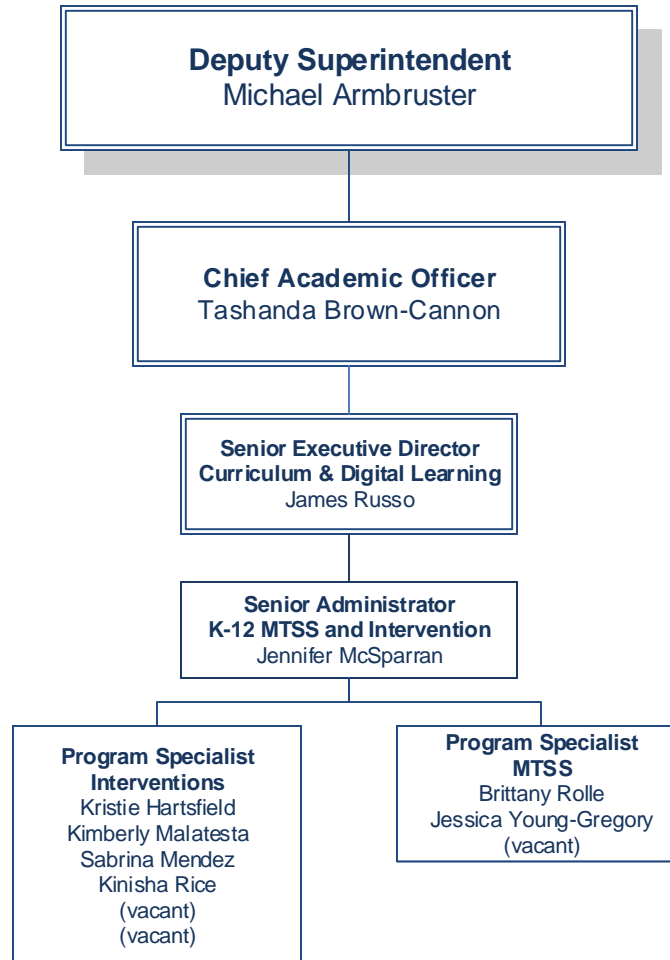 Deputy Superintendent
Michael Armbruster
Chief Academic Officer
Tashanda Brown-Cannon
Senior Executive Director
Curriculum & Digital Learning
James Russo
Senior Administrator
K-12 MTSS and Intervention
Jennifer McSparran
Program Specialist
Interventions
Kristie Hartsfield
Kimberly Malatesta
Sabrina Mendez
Kinisha Rice
(vacant)
(vacant)
Program Specialist
MTSS
Brittany Rolle
Jessica Young-Gregory
(vacant)